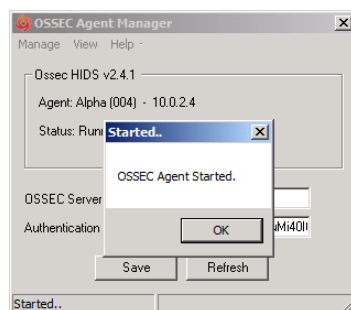 OSSEC Agent Manager
Manage View Help
Ossec HIDS v2.4.1
Agent: Alpha (004) - 10.0.2.4
Status:
Started..
OSSEC Agent Started.
OSSEC Server
OK
Authentication
Save Refresh
Started..